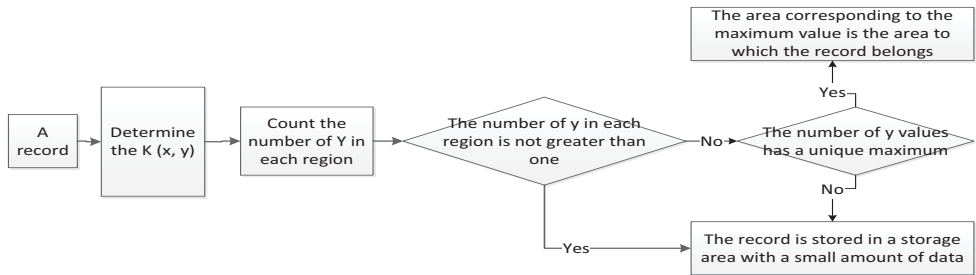 A
record
Determine
the K (x, y)
Count the
number of Y in
each region
The number of y in each
region is not greater than
one
No
The number of y values
has a unique maximum
Yes
The area corresponding to the
maximum value is the area to
which the record belongs
No
Yes
The record is stored in a storage
area with a small amount of data